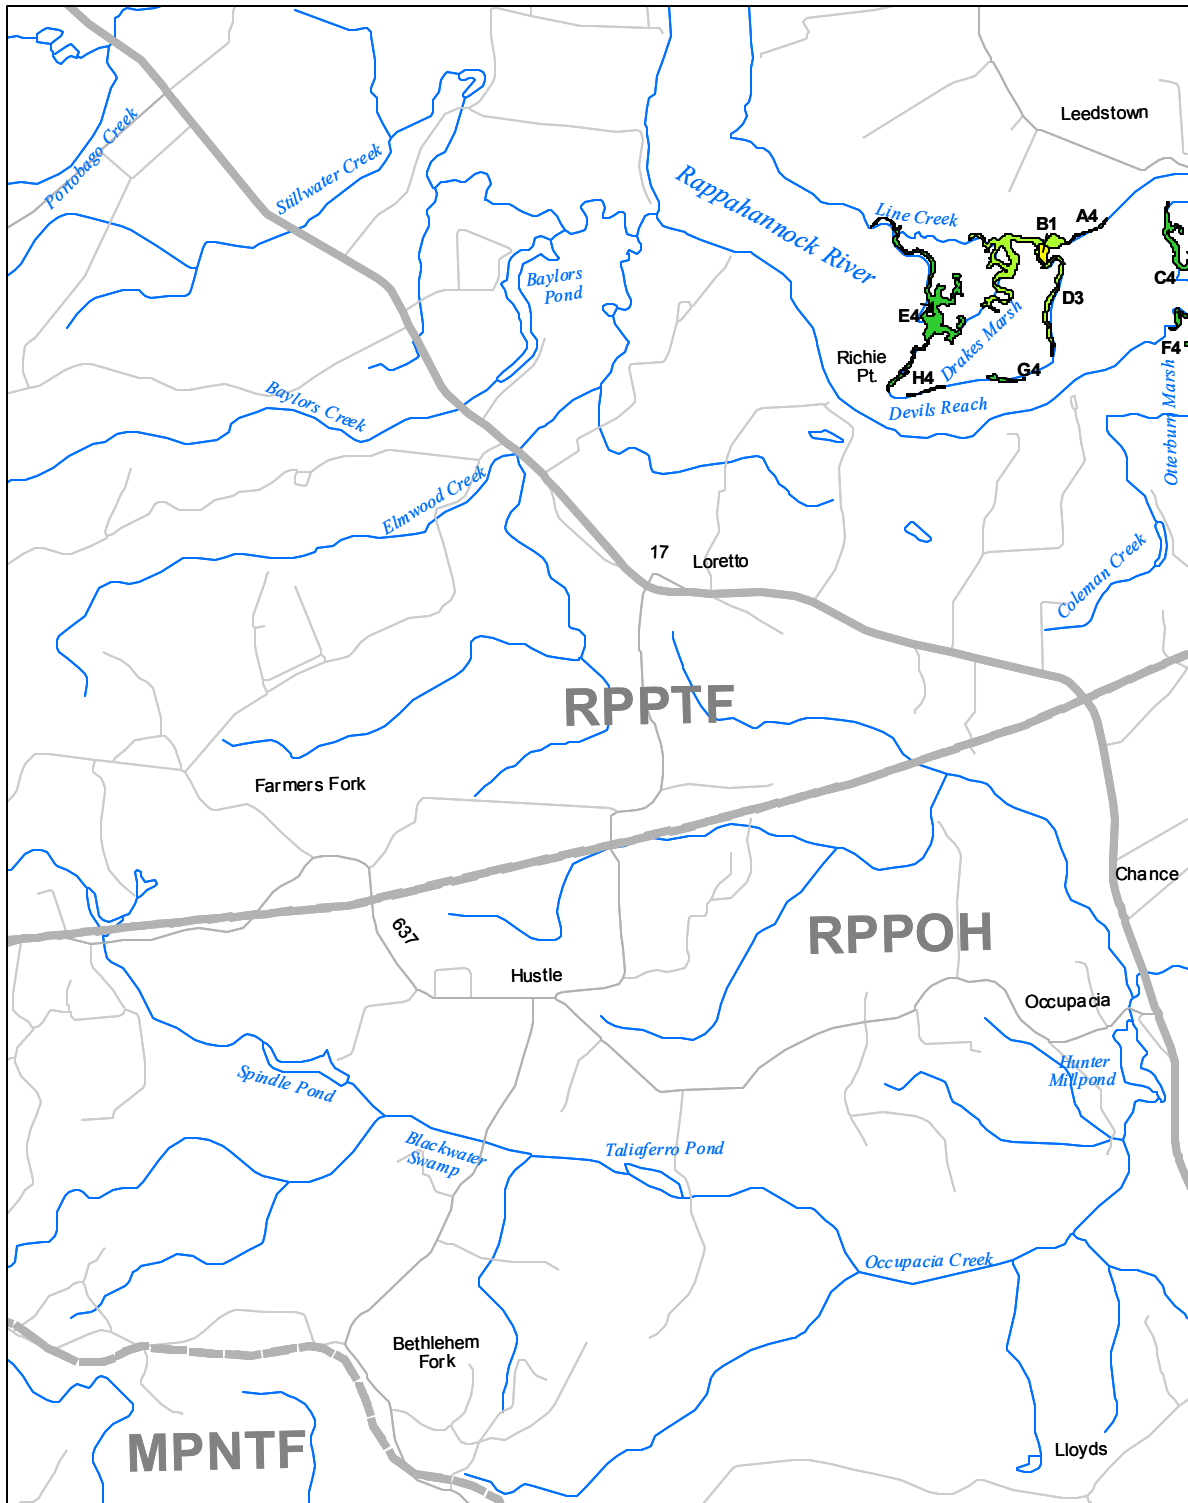 Leedstown
Portobago Creek
Stillwater Creek
Rappahannock River
Line Creek
B1
A4
C4
Baylors
Pond
D3
E4
Drakes Marsh
F4
Richie
Pt.
H4
G4
Devils Reach
Baylors Creek
Otterburn Marsh
Elmwood Creek
17
Loretto
Coleman Creek
RPPTF
Farmers Fork
Chance
637
RPPOH
Hustle
Occupacia
Hunter
Millpond
Spindle Pond
Blackwater
Swamp
Taliaferro Pond
Occupacia Creek
Bethlehem
Fork
MPNTF
Lloyds